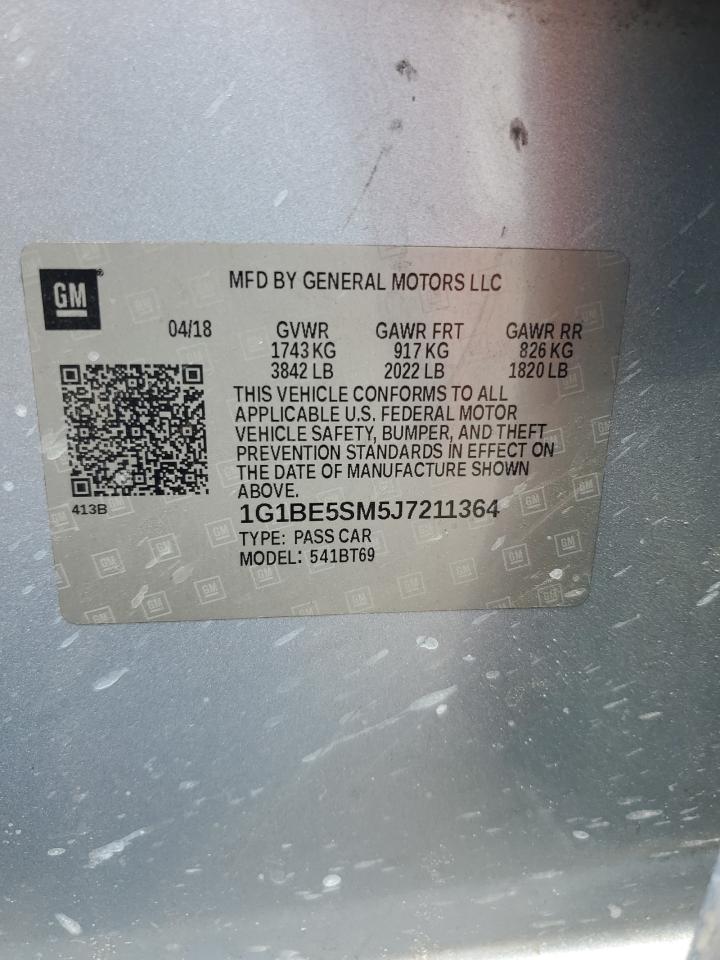 GM
MFD BY GENERAL MOTORS LLC
04/18 GVWR GAWR FRT GAWR RR
1743 KG 917 KG 826 KG
3842 LB 2022 LB 1820 LB
THIS VEHICLE CONFORMS TO ALL
APPLICABLE U.S. FEDERAL MOTOR
VEHICLE SAFETY, BUMPER, AND THEFT
PREVENTION STANDARDS IN EFFECT ON
THE DATE OF MANUFACTURE SHOWN
ABOVE.
413B
1G1BE5SM5J7211364
TYPE: PASS CAR
MODEL: 541BT69